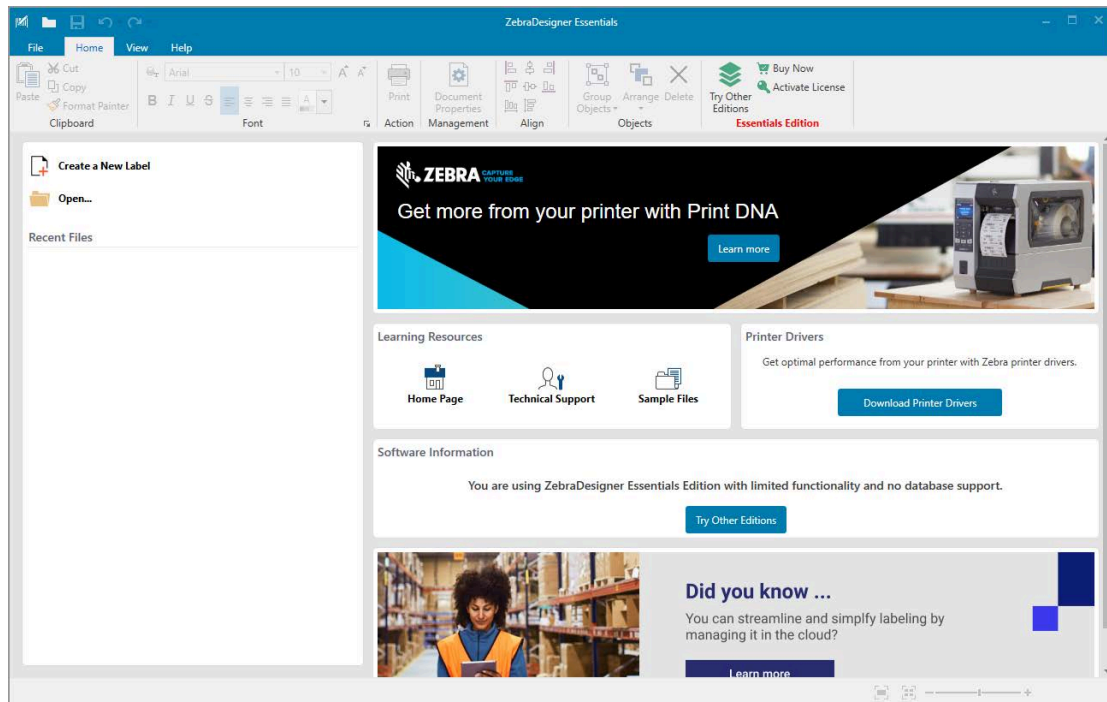 ZebraDesigner Essentials
File Home View Help
Paste
Cut
Copy
Format Painter
Clipboard
Arial 10
B I U S
Font
Print
Action
Document
Properties
Management
Align
Group
Objects
Arrange
Delete
Objects
Try Other
Editions
Buy Now
Activate License
Essentials Edition
Create a New Label
Open...
Recent Files
ZEBRA CAPTURE
YOUR EDGE
Get more from your printer with Print DNA
Learn more
Learning Resources
Home Page
Technical Support
Sample Files
Printer Drivers
Get optimal performance from your printer with Zebra printer drivers.
Download Printer Drivers
Software Information
You are using ZebraDesigner Essentials Edition with limited functionality and no database support.
Try Other Editions
Did you know ...
You can streamline and simplfy labeling by
managing it in the cloud?
Learn more